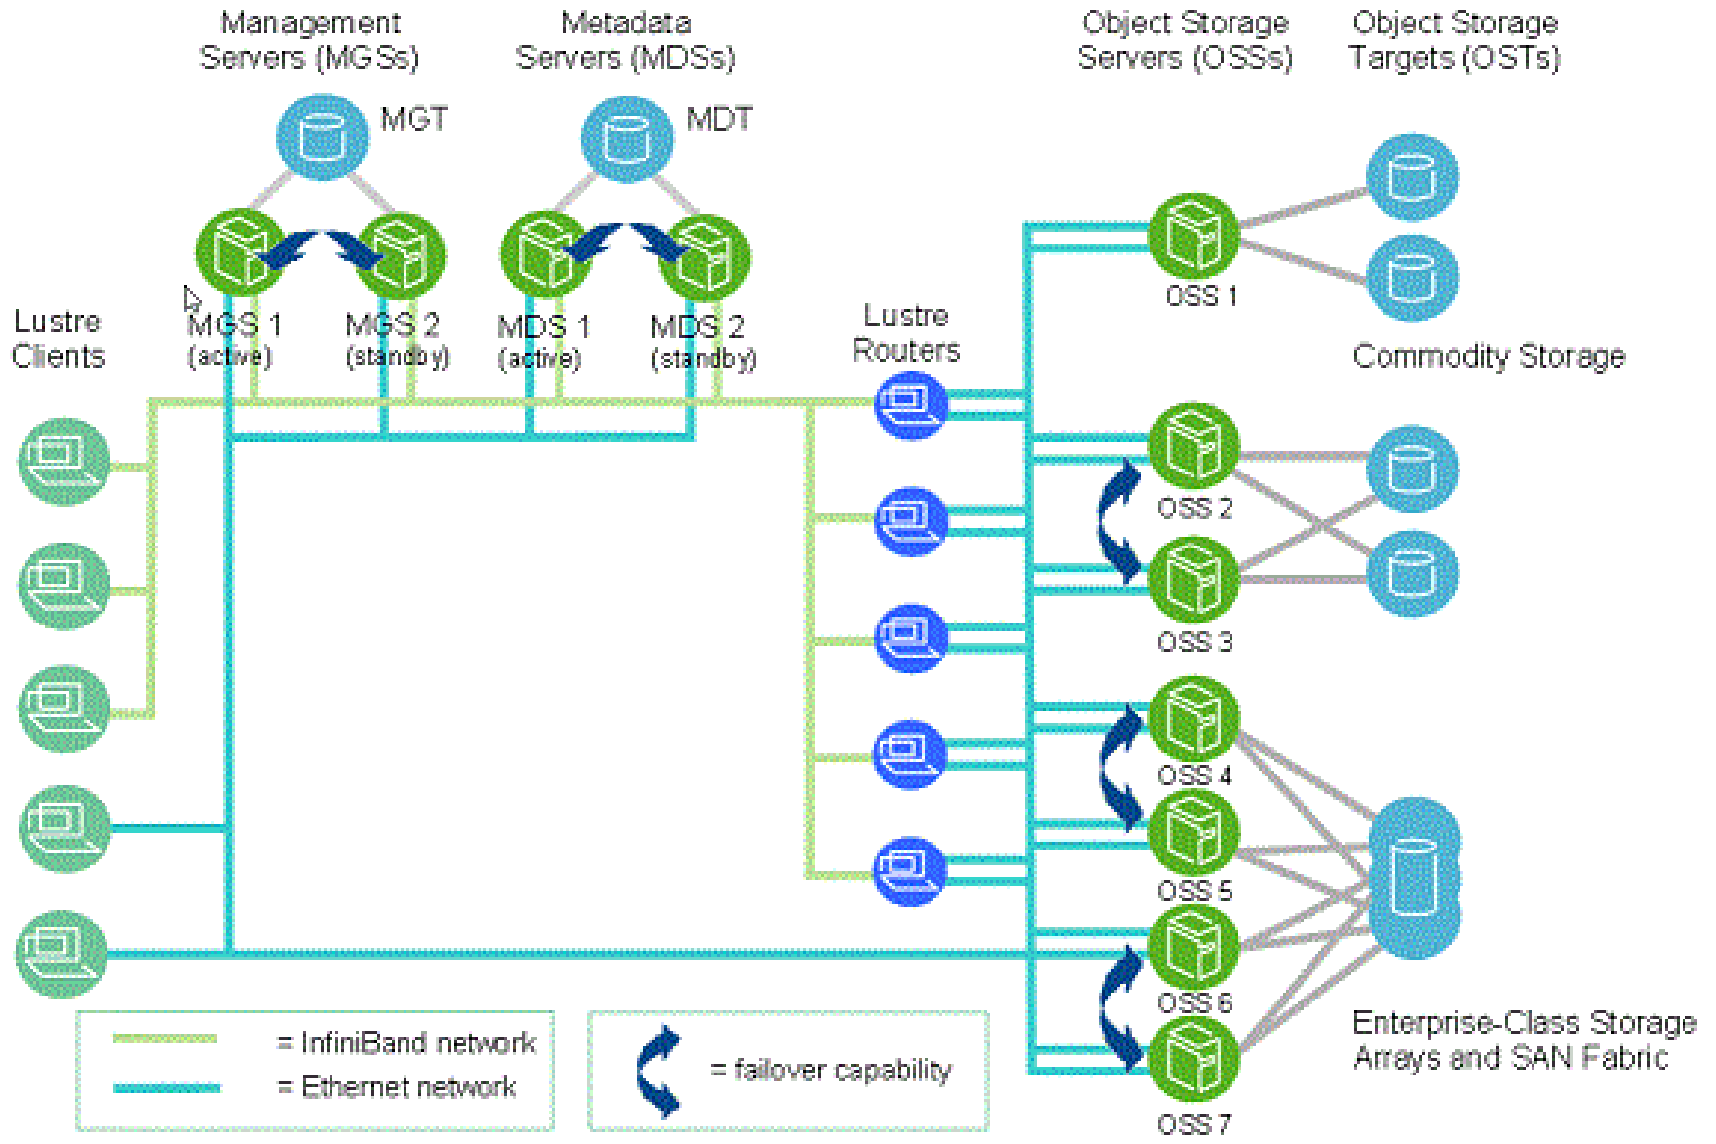 Management
Servers (MGSs)
Metadata
Servers (MDSs)
Object Storage
Servers (OSSs)
Object Storage
Targets (OSTs)
MGT
MDT
MGS 1
(active)
MGS 2
(standby)
MDS 1
(active)
MDS 2
(standby)
Lustre
Clients
Lustre
Routers
OSS 1
Commodity Storage
OSS 2
OSS 3
OSS 4
OSS 5
OSS 6
OSS 7
Enterprise-Class Storage
Arrays and SAN Fabric
= InfiniBand network
= Ethernet network
= failover capability